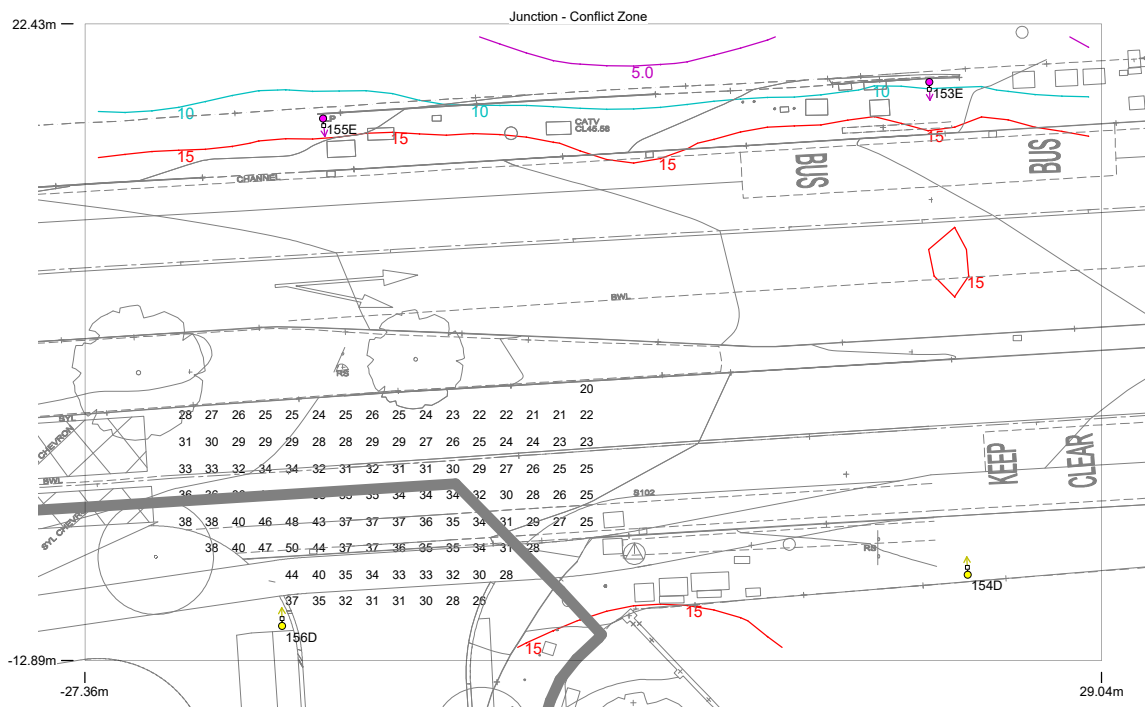 Junction - Conflict Zone
22.43m
5.0
10
10
10
153E
LP
155E
CATV
CL45.58
15
15
15
15
CHANNEL
BUS
BUS
15
BWL
RS
20
SYL
28 27 26 25 25 24 25 26 25 24 23 22 22 21 21 22
CHEVRON
31 30 29 29 29 28 28 29 29 27 26 25 24 24 23 23
KEEP
CLEAR
33 33 32 34 34 32 31 32 31 31 30 29 27 26 25 25
BWL
34 34 34 32 30 28 26 25
S102
SYL CHEVRON
38 38 40 46 48 43 37 37 37 36 35 34 31 29 27 25
38 40 47 50 44 37 37 36 35 35 34 31 28
RS
44 40 35 34 33 33 32 30 28
154D
37 35 32 31 31 30 28 26
15
156D
15
-12.89m
-27.36m
29.04m